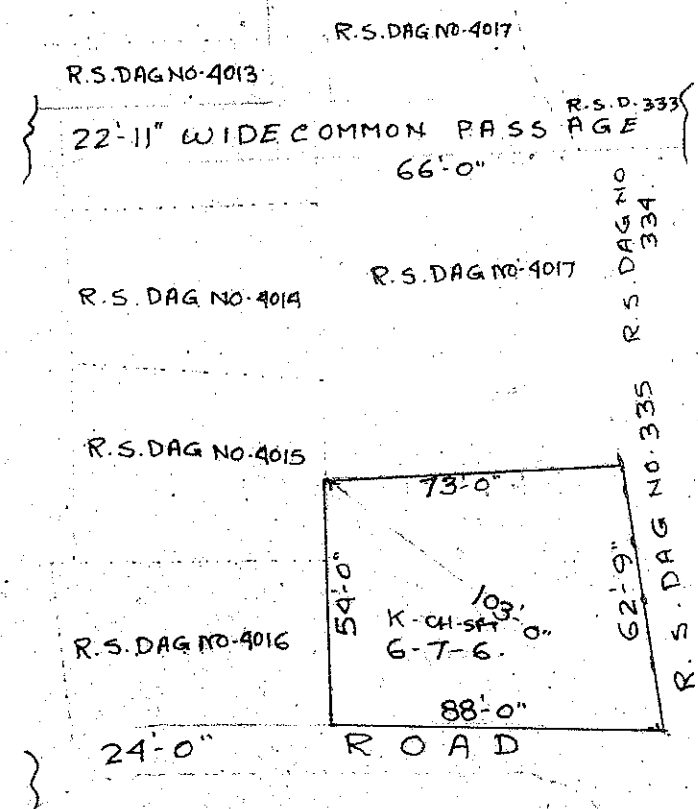 R.S.DAG NO-4017
R.S.DAG NO-4013
R.S.D-333
22'-11" WIDE COMMON PASSAGE
66'-0"
R.S.DAG NO
334
R.S.DAG NO-4017
R.S.DAG NO-4014
R.S.DAG NO-335
R.S.DAG NO-4015
73'-0"
54'-0"
103'-0"
62'-9"
K-CH-SFT
6-7-6.
R.S.DAG NO-4016
88'-0"
24'-0"
ROAD